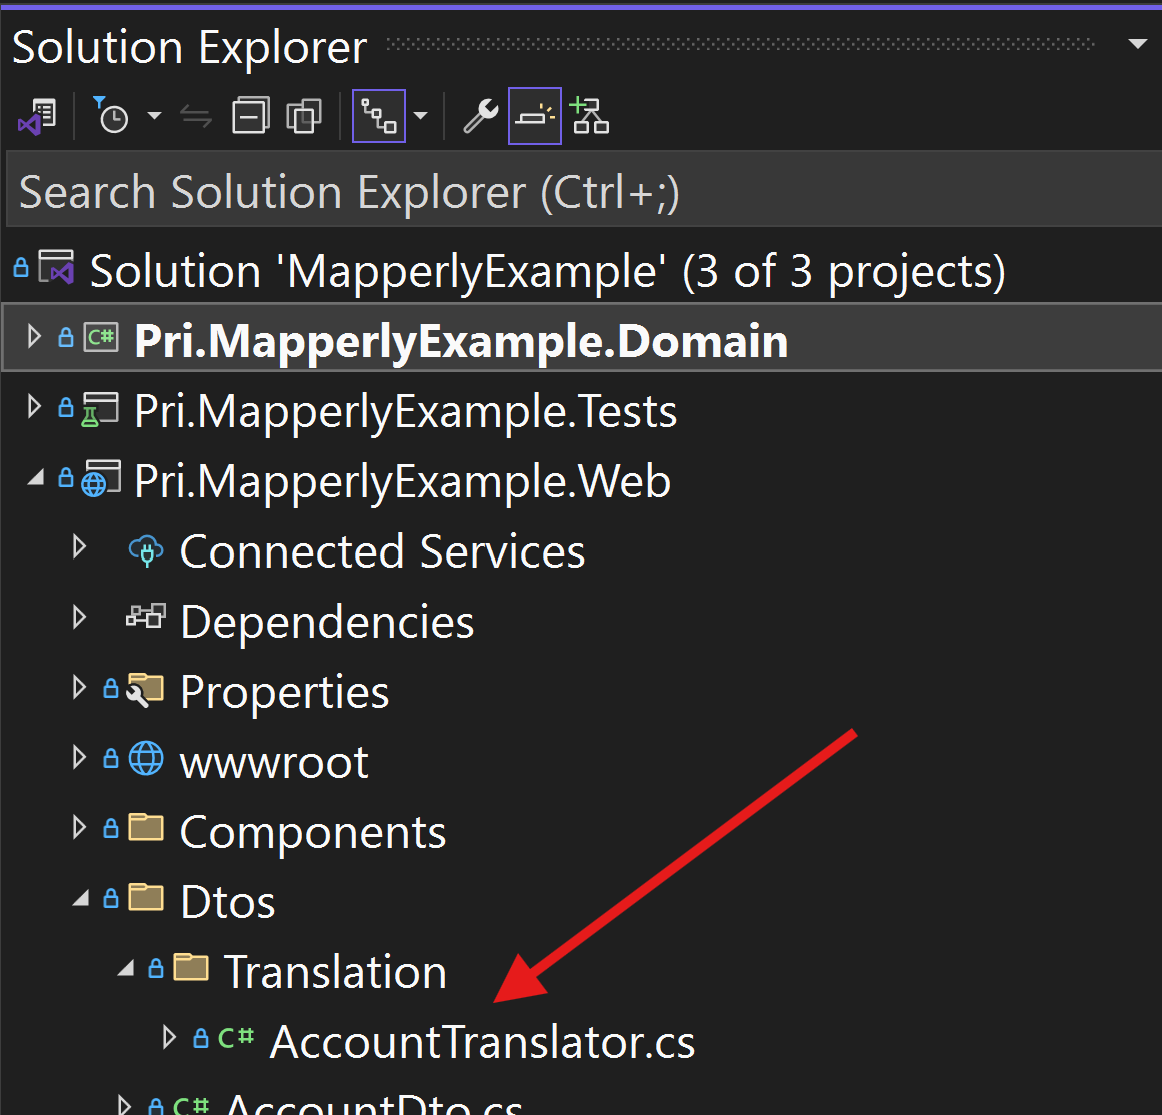 Solution Explorer
Search Solution Explorer (Ctrl+;)
Solution 'MapperlyExample' (3 of 3 projects)
C# Pri.MapperlyExample.Domain
Pri.MapperlyExample.Tests
Pri.MapperlyExample.Web
Connected Services
Dependencies
Properties
wwwroot
Components
Dtos
Translation
C# AccountTranslator.cs
C# AccountDto.cs